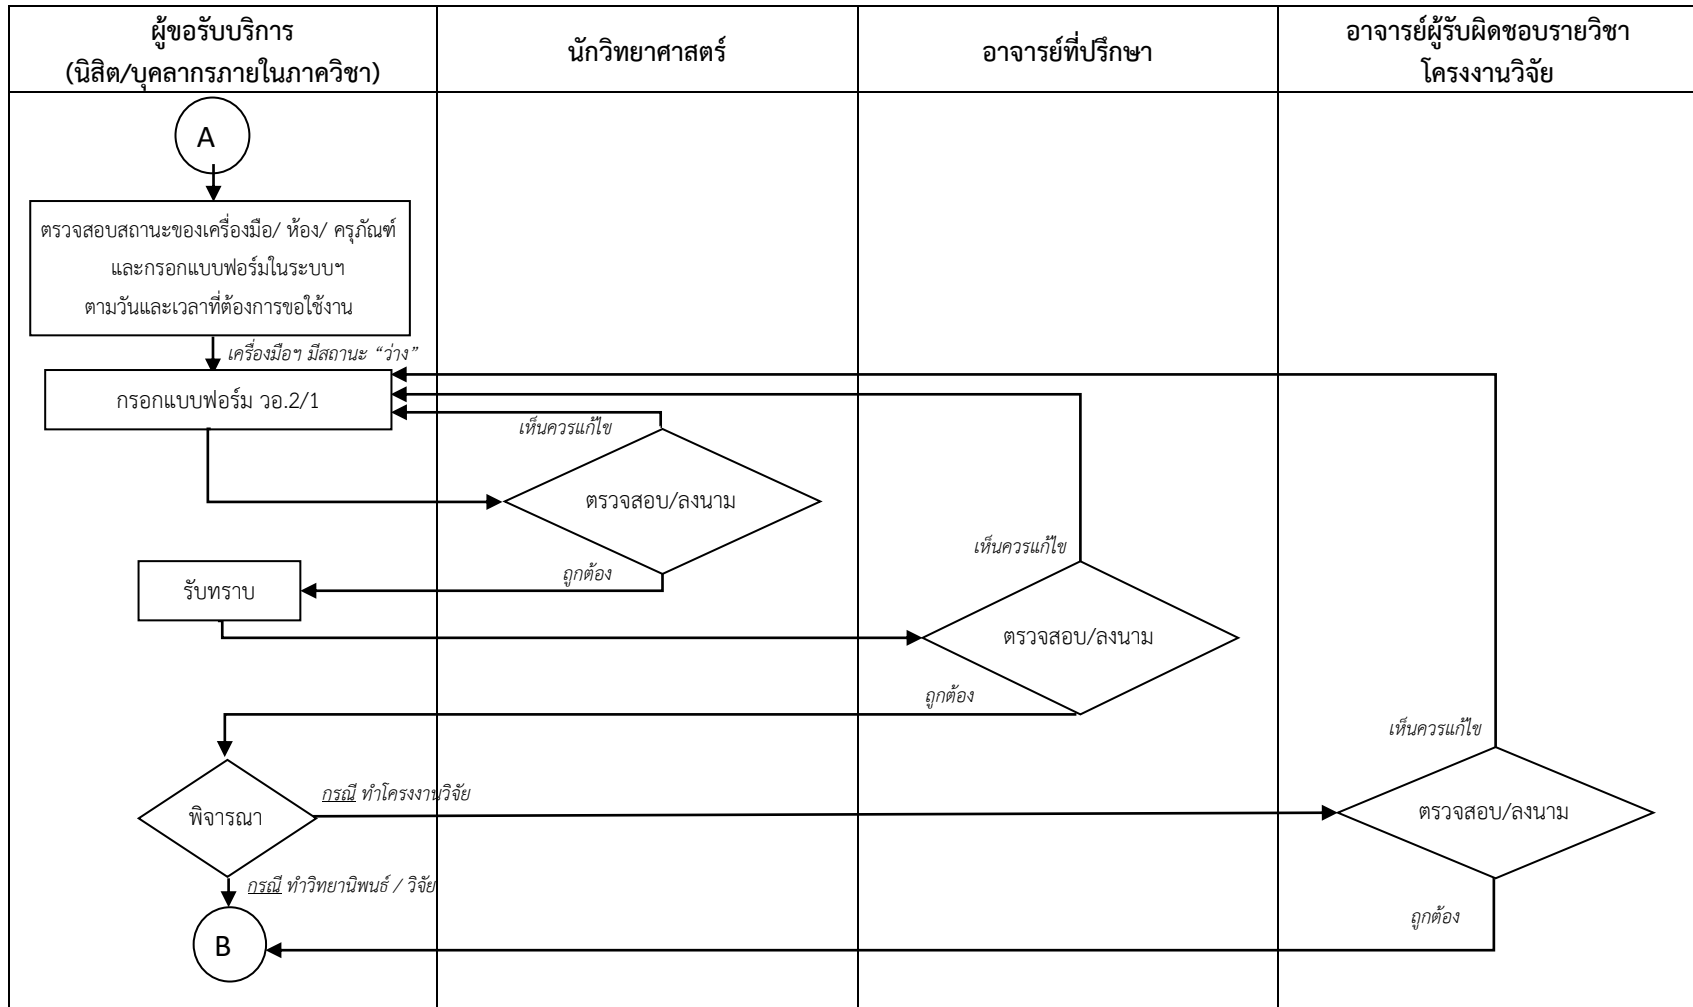 ผู้ขอรับบริการ
(นิสิต/บุคลากรภายในภาควิชา)
นักวิทยาศาสตร์
อาจารย์ที่ปรึกษา
อาจารย์ผู้รับผิดชอบรายวิชา
โครงงานวิจัย
A
ตรวจสอบสถานะของเครื่องมือ/ ห้อง/ ครุภัณฑ์
และกรอกแบบฟอร์มในระบบฯ
ตามวันและเวลาที่ต้องการขอใช้งาน
เครื่องมือฯ มีสถานะ “ว่าง”
กรอกแบบฟอร์ม วอ.2/1
เห็นควรแก้ไข
ตรวจสอบ/ลงนาม
เห็นควรแก้ไข
ถูกต้อง
รับทราบ
ตรวจสอบ/ลงนาม
ถูกต้อง
เห็นควรแก้ไข
กรณี ทำโครงงานวิจัย
พิจารณา
ตรวจสอบ/ลงนาม
กรณี ทำวิทยานิพนธ์ / วิจัย
ถูกต้อง
B